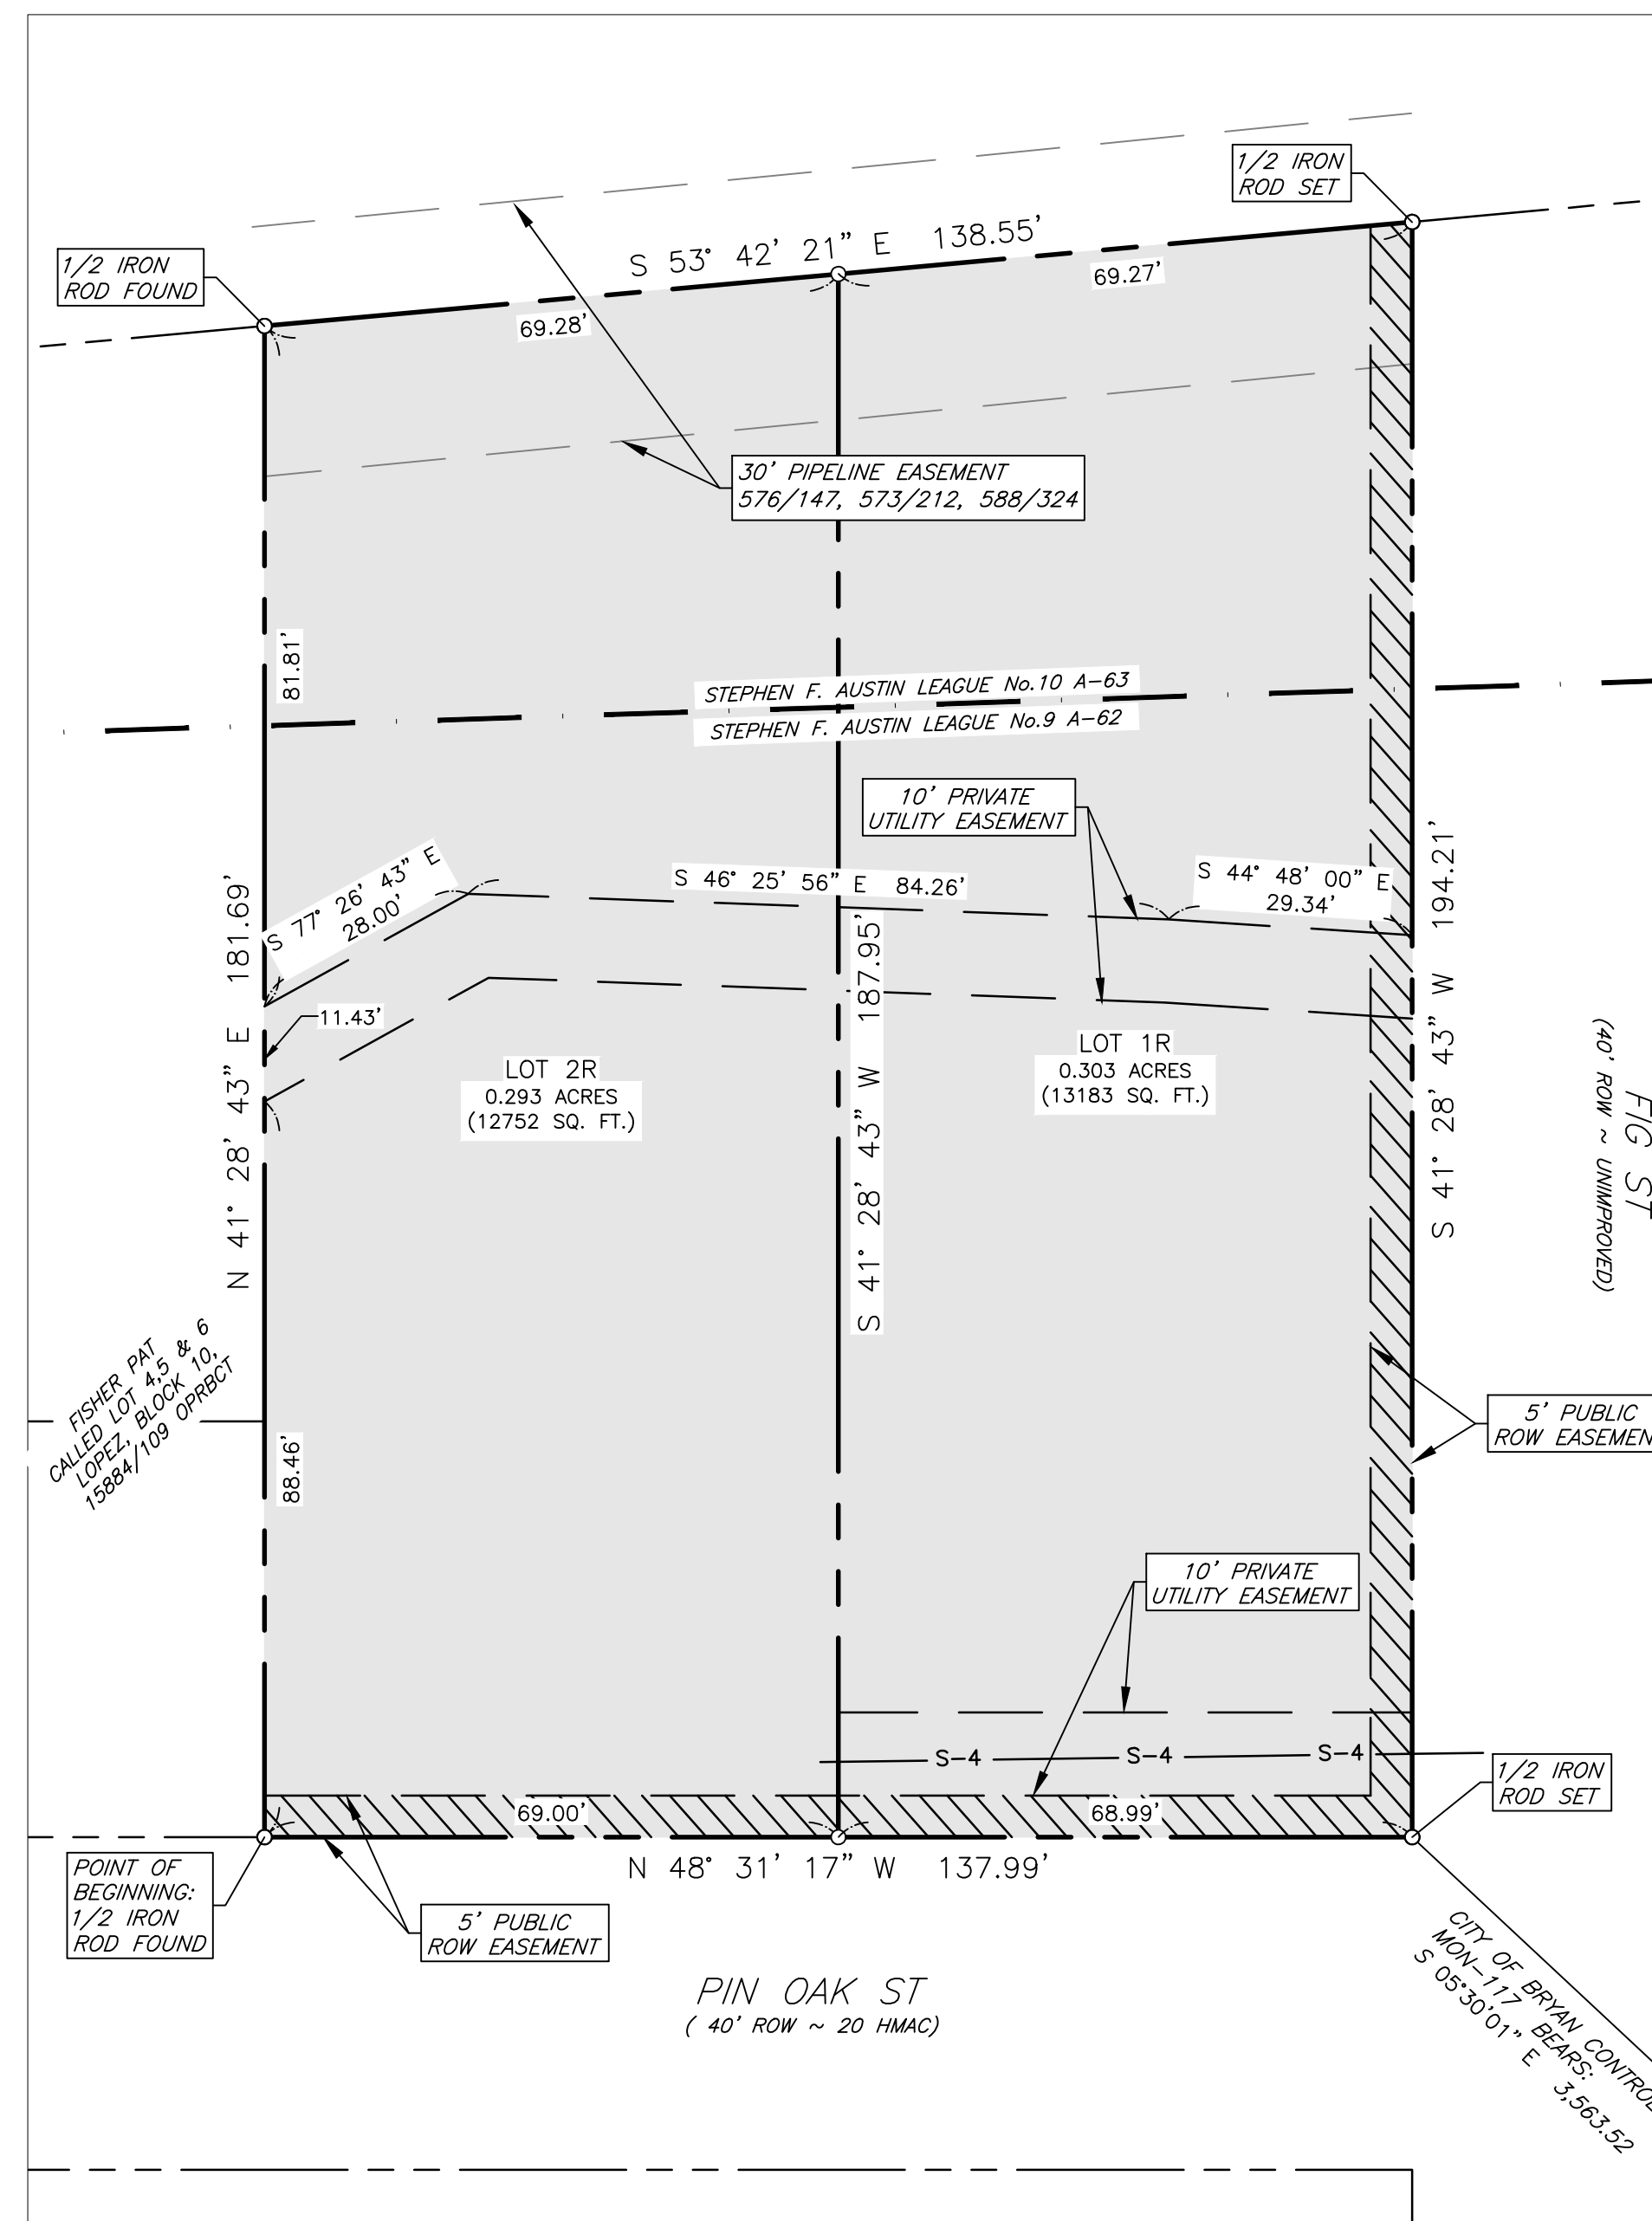 1/2 IRON
ROD SET
S 53° 42' 21" E 138.55'
1/2 IRON
ROD FOUND
69.27'
69.28'
30' PIPELINE EASEMENT
576/147, 573/212, 588/324
81.81'
STEPHEN F. AUSTIN LEAGUE No.10 A-63
STEPHEN F. AUSTIN LEAGUE No.9 A-62
10' PRIVATE
UTILITY EASEMENT
S 77° 26' 43" E
28.00'
S 46° 25' 56" E 84.26'
S 44° 48' 00" E
29.34'
N 41° 28' 43" E 181.69'
11.43'
S 41° 28' 43" W 187.95'
S 41° 28' 43" W 194.21'
LOT 2R
0.293 ACRES
(12752 SQ. FT.)
LOT 1R
0.303 ACRES
(13183 SQ. FT.)
FIG ST
(40' ROW ~ UNIMPROVED)
FISHER PAT
CALLED LOT 4,5 & 6
LOPEZ, BLOCK 10,
15884/109 OPRBCT
88.46'
5' PUBLIC
ROW EASEMEN
10' PRIVATE
UTILITY EASEMENT
S-4 S-4 S-4
1/2 IRON
ROD SET
69.00'
68.99'
N 48° 31' 17" W 137.99'
POINT OF
BEGINNING:
1/2 IRON
ROD FOUND
5' PUBLIC
ROW EASEMENT
PIN OAK ST
( 40' ROW ~ 20 HMAC)
CITY OF BRYAN CONTROL
MON-117 BEARS:
S 05°30'01" E 3,563.52